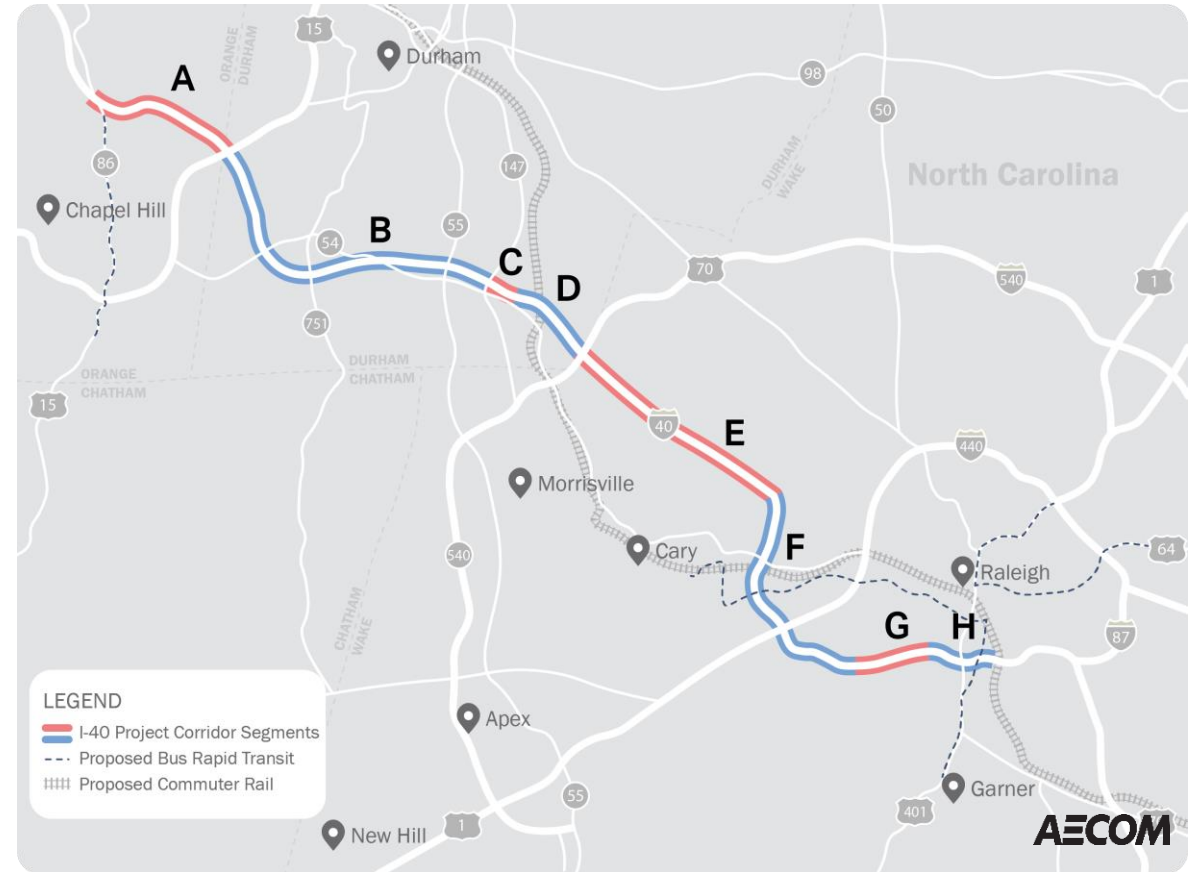 15
A
ORANGE
DURHAM
Durham
98
50
86
147
DURHAM
WAKE
North Carolina
Chapel Hill
55
54
B
C
D
70
540
1
751
ORANGE
CHATHAM
DURHAM
CHATHAM
15
40
E
440
Morrisville
540
Cary
F
64
Raleigh
CHATHAM
WAKE
G
H
87
LEGEND
I-40 Project Corridor Segments
Proposed Bus Rapid Transit
Proposed Commuter Rail
Apex
55
Garner
401
New Hill
1
AECOM